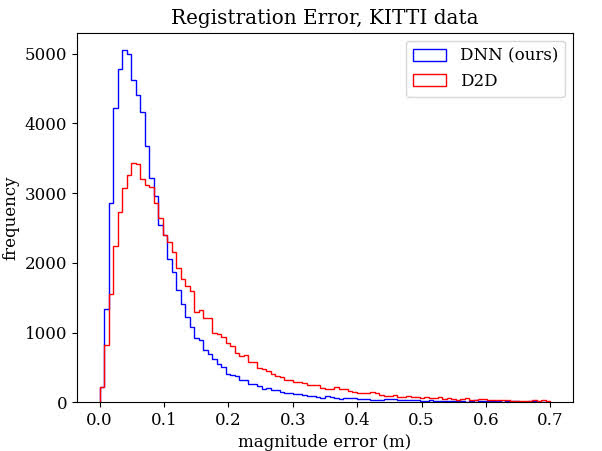 Registration Error, KITTI data
DNN (ours)
D2D
frequency
5000
4000
3000
2000
1000
0
0.0 0.1 0.2 0.3 0.4 0.5 0.6 0.7
magnitude error (m)